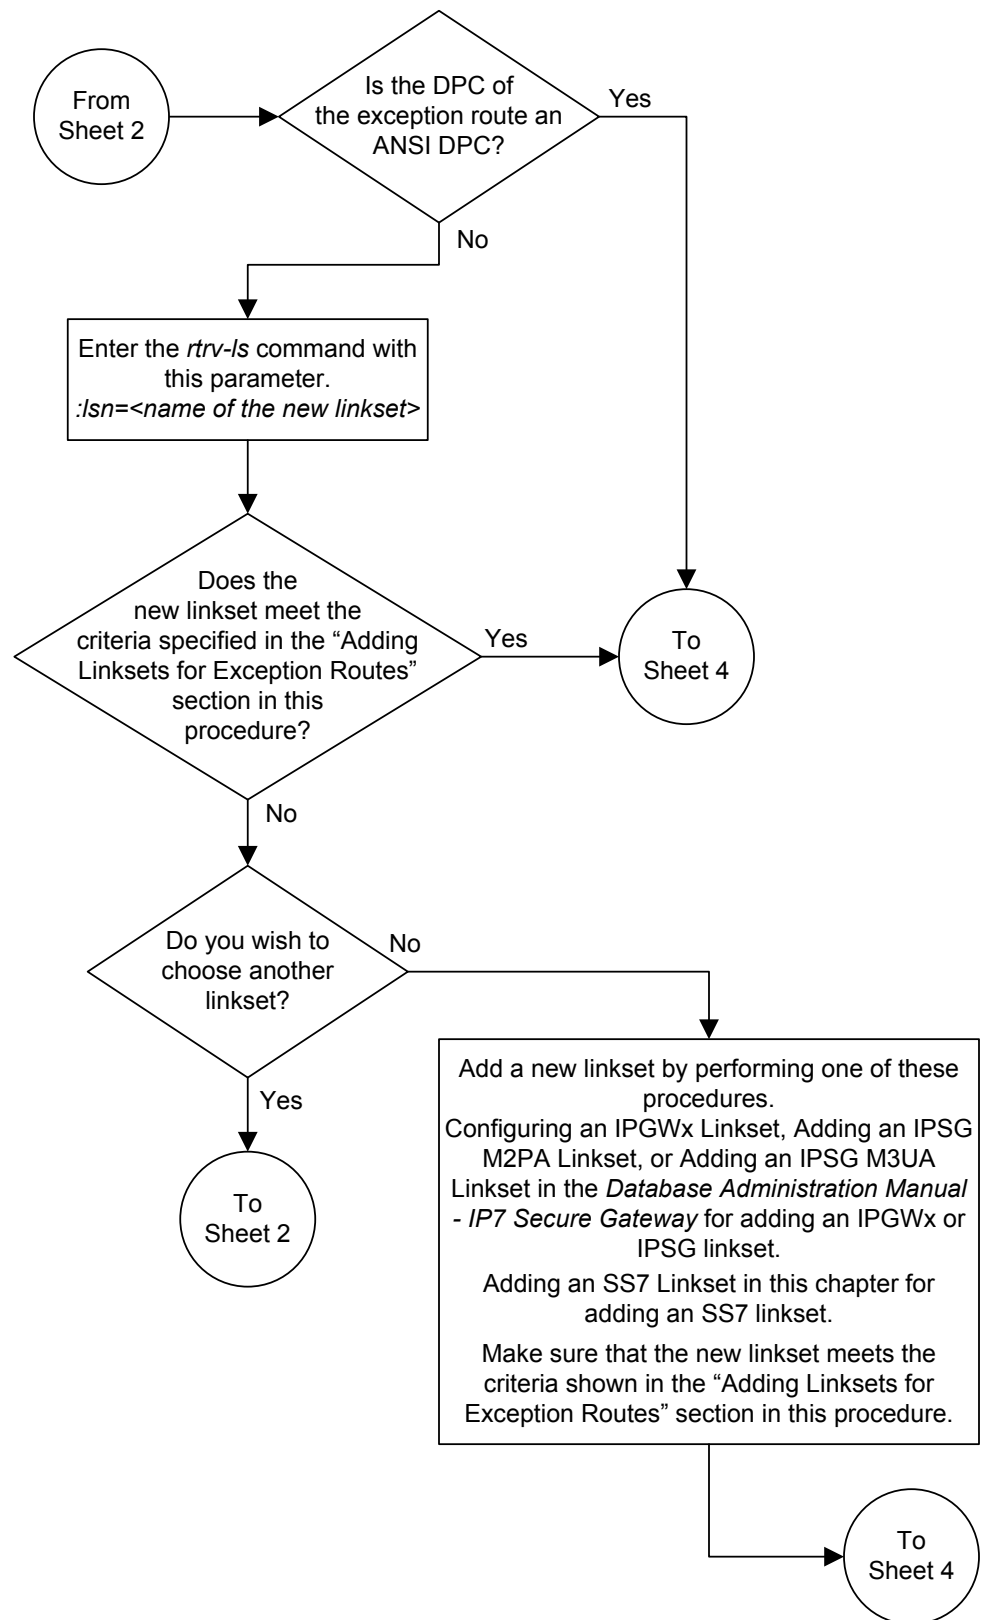 From
Sheet 2
Is the DPC of
the exception route an
ANSI DPC?
Yes
No
Enter the rtrv-ls command with
this parameter.
:lsn=<name of the new linkset>
Does the
new linkset meet the
criteria specified in the “Adding
Linksets for Exception Routes”
section in this
procedure?
Yes
To
Sheet 4
No
Do you wish to
choose another
linkset?
No
Yes
To
Sheet 2
Add a new linkset by performing one of these
procedures.
Configuring an IPGWx Linkset, Adding an IPSG
M2PA Linkset, or Adding an IPSG M3UA
Linkset in the Database Administration Manual
- IP7 Secure Gateway for adding an IPGWx or
IPSG linkset.
Adding an SS7 Linkset in this chapter for
adding an SS7 linkset.
Make sure that the new linkset meets the
criteria shown in the “Adding Linksets for
Exception Routes” section in this procedure.
To
Sheet 4